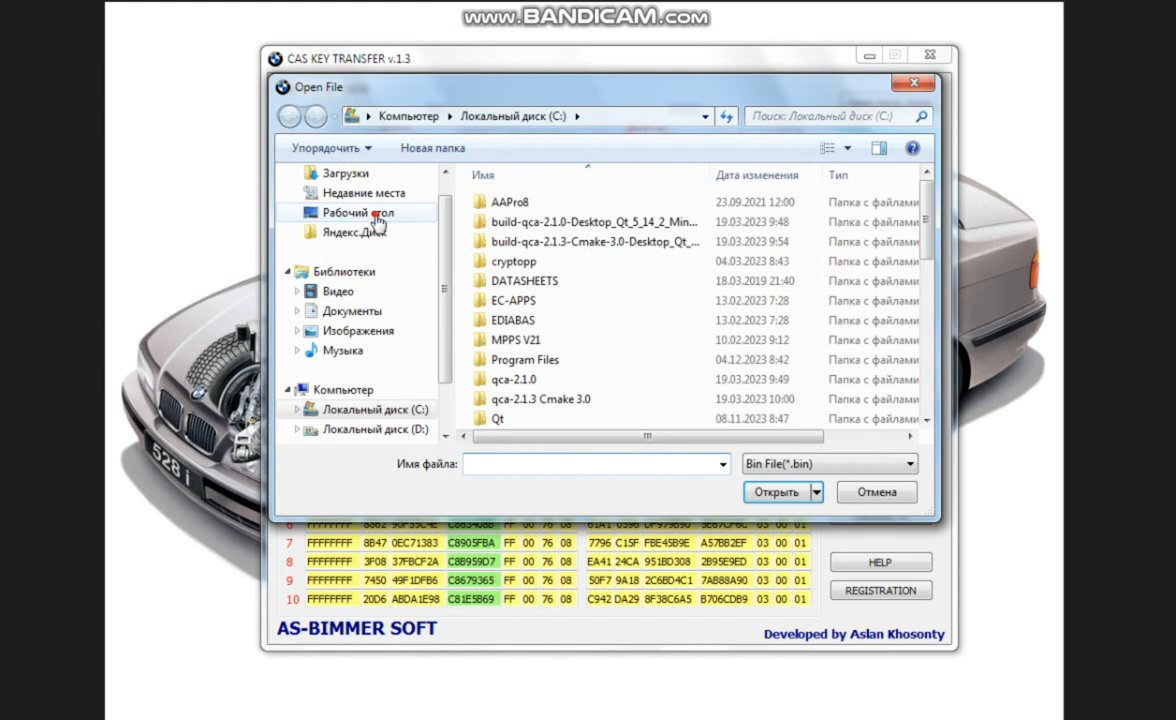 www.BANDICAM.com
CAS KEY TRANSFER v.1.3
Open File
Компьютер Локальный диск (C:)
Поиск: Локальный диск (C:)
Упорядочить Новая папка
Загрузки
Недавние места
Рабочий стол
Яндекс.Диск
Библиотеки
Видео
Документы
Изображения
Музыка
Компьютер
Локальный диск (C:)
Локальный диск (D:)
Имя Дата изменения Тип
AAPro8 23.09.2021 12:00 Папка с файлами
build-qca-2.1.0-Desktop_Qt_5_14_2_Min... 19.03.2023 9:48 Папка с файлами
build-qca-2.1.3-Cmake-3.0-Desktop_Qt_... 19.03.2023 9:54 Папка с файлами
cryptopp 04.03.2023 8:43 Папка с файлами
DATASHEETS 18.03.2019 21:40 Папка с файлами
EC-APPS 13.02.2023 7:28 Папка с файлами
EDIABAS 13.02.2023 7:28 Папка с файлами
MPPS V21 10.02.2023 9:12 Папка с файлами
Program Files 04.12.2023 8:42 Папка с файлами
qca-2.1.0 19.03.2023 9:49 Папка с файлами
qca-2.1.3 Cmake 3.0 19.03.2023 10:00 Папка с файлами
Qt 08.11.2023 8:47 Папка с файлами
Имя файла: Bin File(*.bin)
Открыть Отмена
7 FFFFFFFF 8B47 0EC71383 C8905FBA FF 00 76 08 7796 C15F FBE45B9E A57BB2EF 03 00 01
8 FFFFFFFF 3F08 37FBCF2A C8B959D7 FF 00 76 08 EA41 24CA 951BD308 2B95E9ED 03 00 01
9 FFFFFFFF 7450 49F1DFB6 C8679365 FF 00 76 08 50F7 9A18 2C6BD4C1 7AB88A90 03 00 01
10 FFFFFFFF 20D6 ABDA1E98 C81E5B69 FF 00 76 08 C942 DA29 8F38C6A5 B706CDB9 03 00 01
HELP
REGISTRATION
AS-BIMMER SOFT
Developed by Aslan Khosonty
528 i